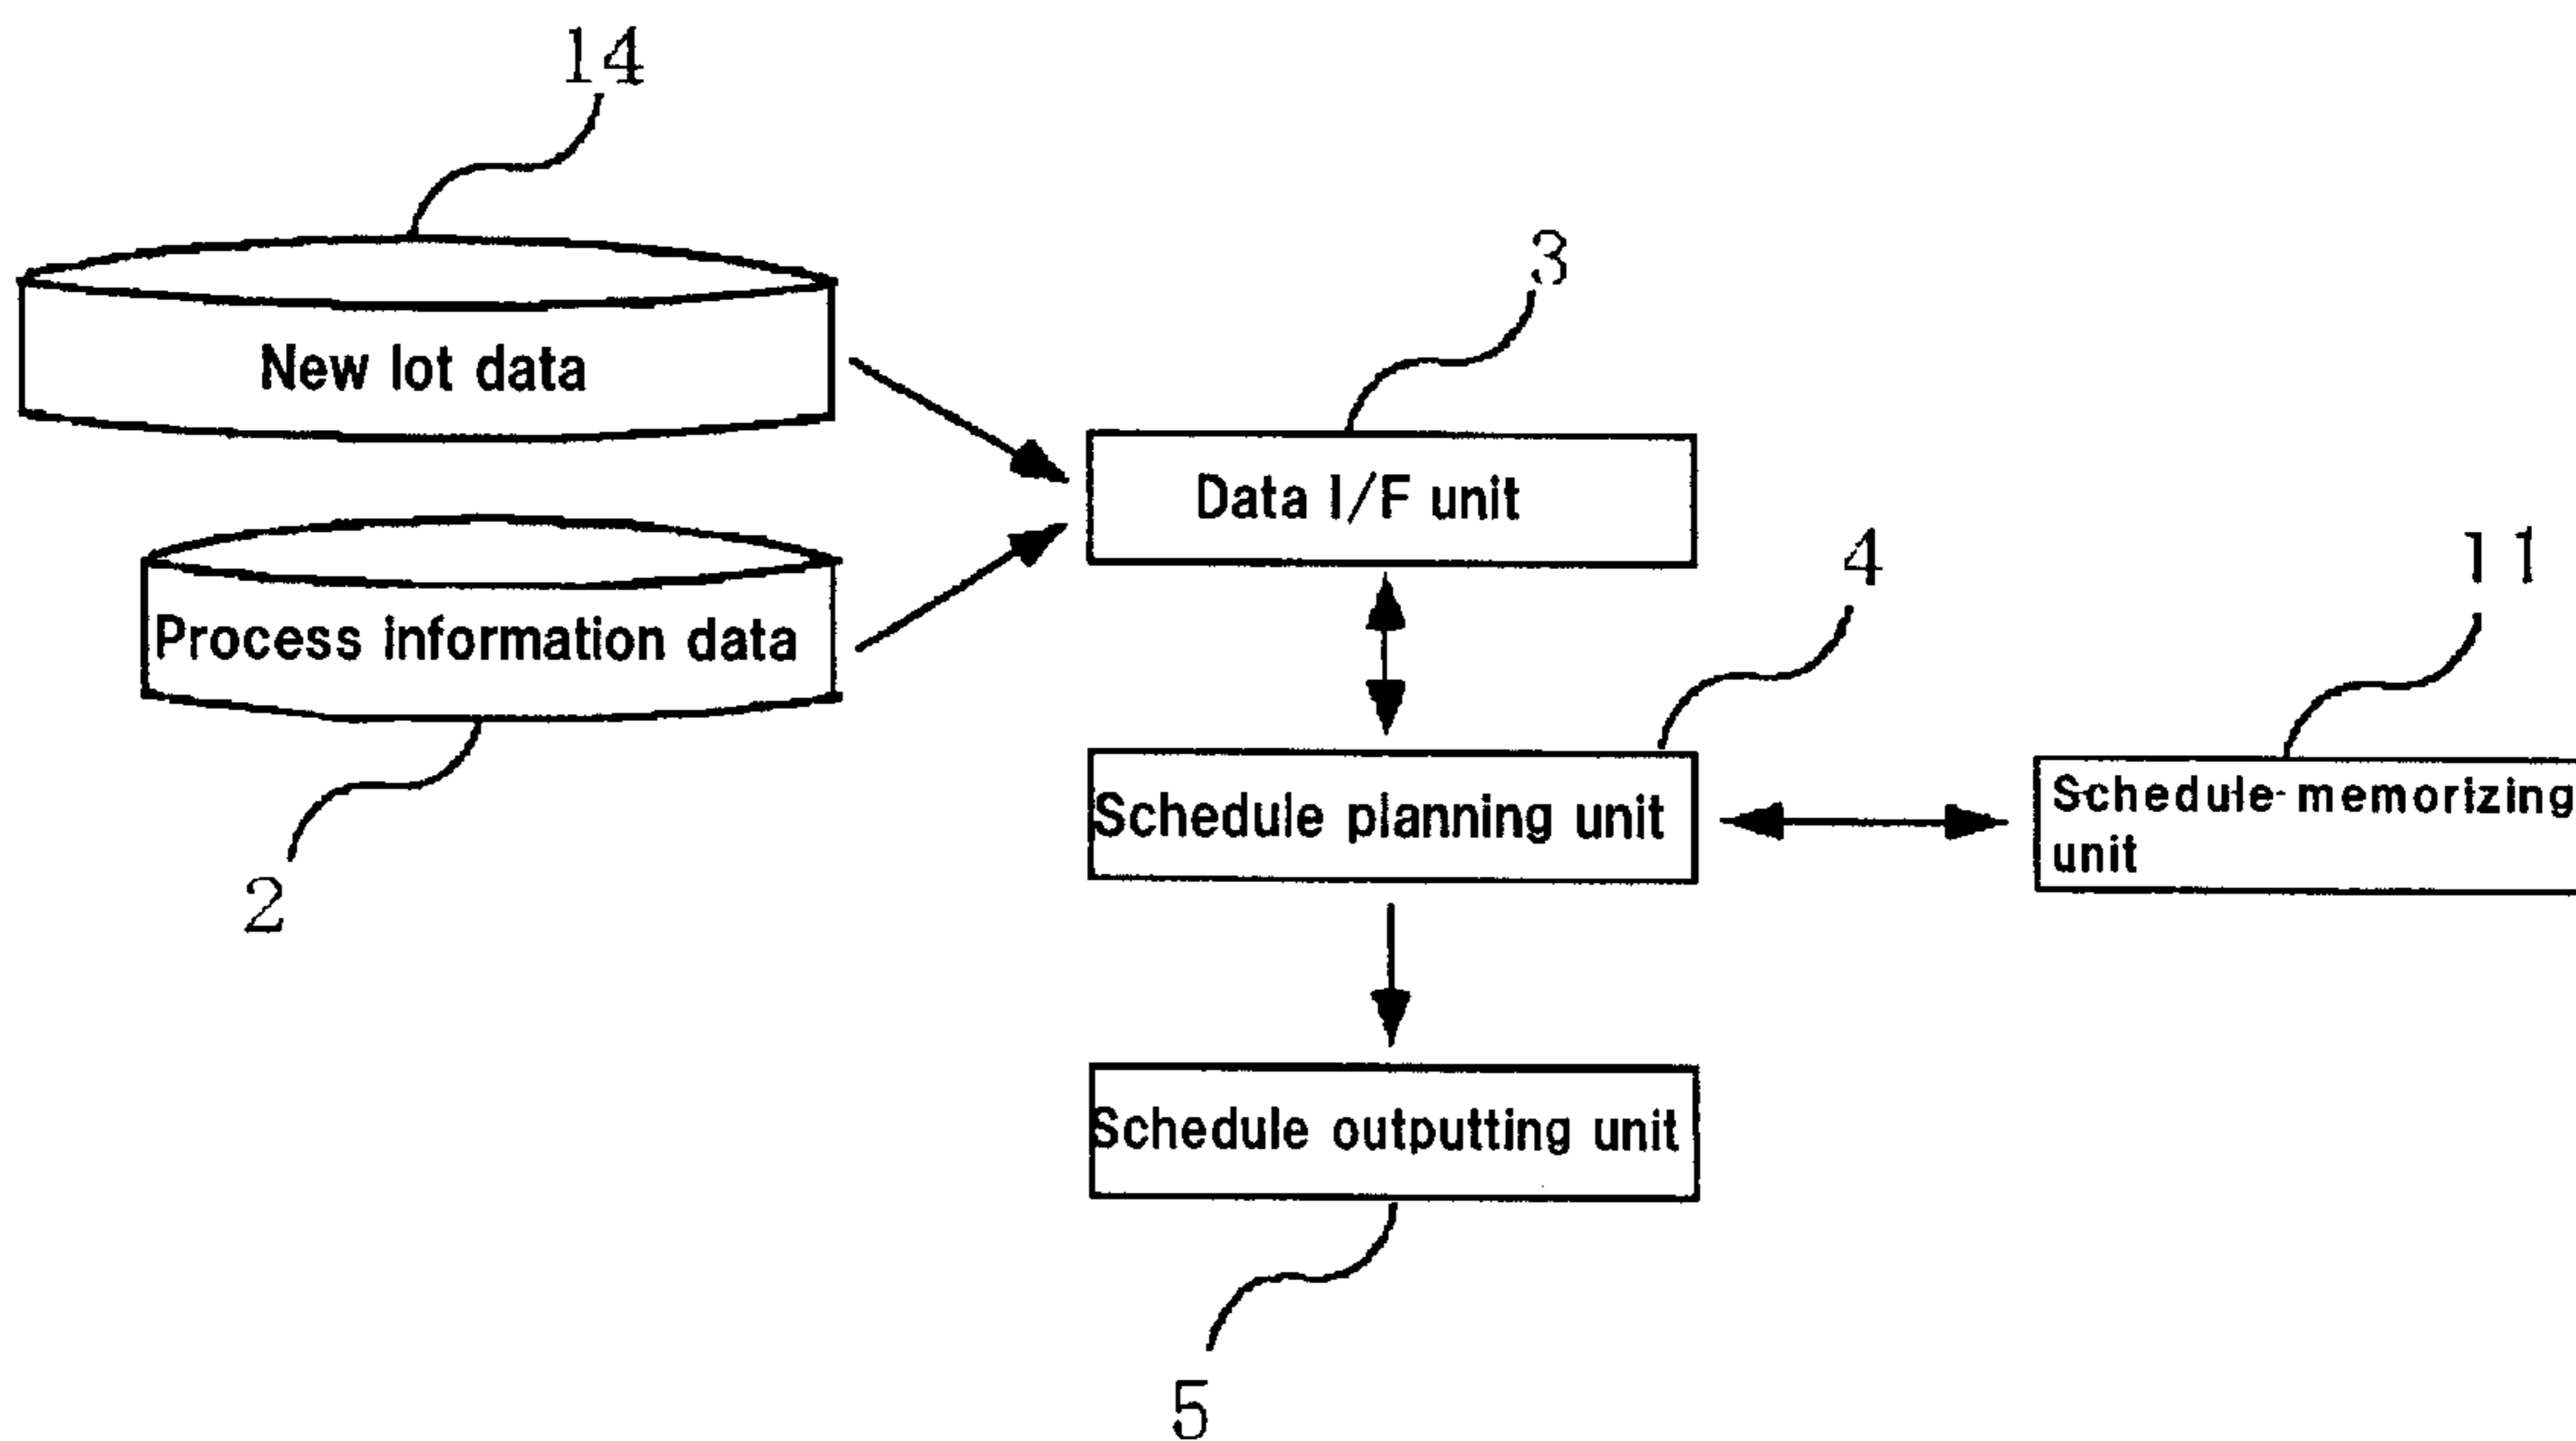 14
New lot data
3
Data I/F unit
Process information data
4
11
2
Schedule planning unit
Schedule-memorizing
unit
Schedule outputting unit
5